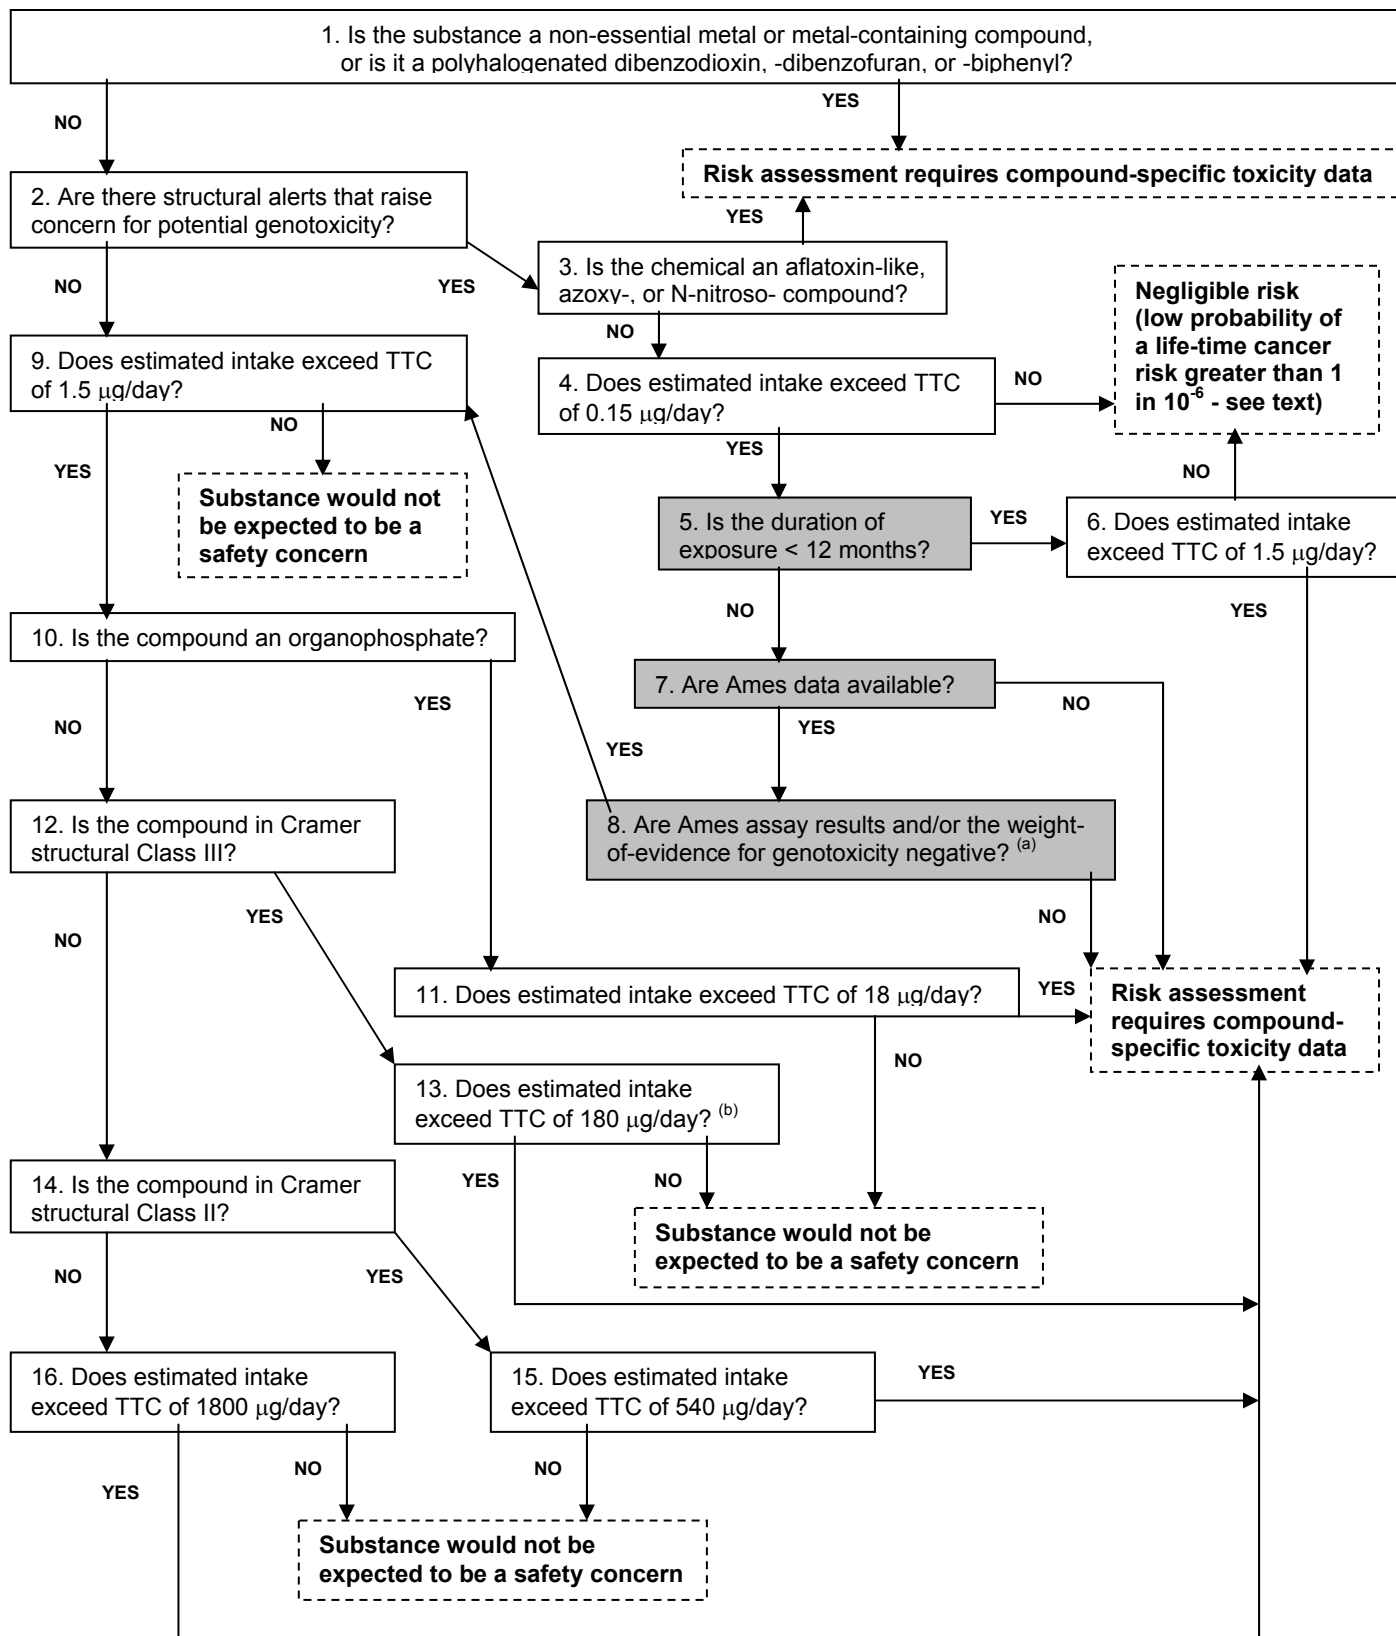 1. Is the substance a non-essential metal or metal-containing compound,
or is it a polyhalogenated dibenzodioxin, -dibenzofuran, or -biphenyl?
YES
NO
Risk assessment requires compound-specific toxicity data
2. Are there structural alerts that raise
concern for potential genotoxicity?
YES
3. Is the chemical an aflatoxin-like,
azoxy-, or N-nitroso- compound?
NO
YES
Negligible risk
(low probability of
a life-time cancer
risk greater than 1
in 10-6 - see text)
NO
9. Does estimated intake exceed TTC
of 1.5 μg/day?
4. Does estimated intake exceed TTC
of 0.15 μg/day?
NO
NO
YES
YES
NO
Substance would not
be expected to be a
safety concern
5. Is the duration of
exposure < 12 months?
YES
6. Does estimated intake
exceed TTC of 1.5 μg/day?
NO
YES
10. Is the compound an organophosphate?
7. Are Ames data available?
NO
YES
NO
YES
YES
12. Is the compound in Cramer
structural Class III?
8. Are Ames assay results and/or the weight-
of-evidence for genotoxicity negative? (a)
YES
NO
NO
11. Does estimated intake exceed TTC of 18 μg/day?
YES
Risk assessment
requires compound-
specific toxicity data
NO
13. Does estimated intake
exceed TTC of 180 μg/day? (b)
14. Is the compound in Cramer
structural Class II?
YES
NO
Substance would not be
expected to be a safety concern
NO
YES
16. Does estimated intake
exceed TTC of 1800 μg/day?
15. Does estimated intake
exceed TTC of 540 μg/day?
YES
YES
NO
NO
Substance would not be
expected to be a safety concern